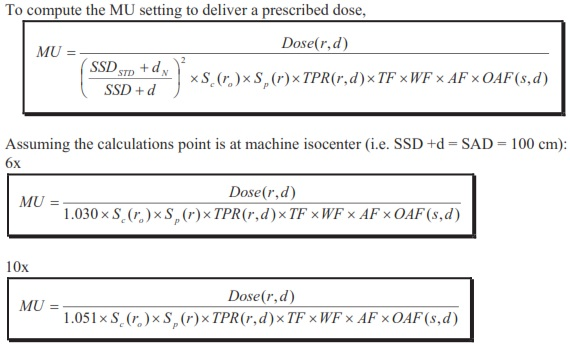 To compute the MU setting to deliver a prescribed dose,
MU = Dose(r,d) / ((SSD_STD + d_N) / (SSD + d))^2 × S_c(r_o) × S_p(r) × TPR(r,d) × TF × WF × AF × OAF(s,d)
Assuming the calculations point is at machine isocenter (i.e. SSD +d = SAD = 100 cm):
6x
MU = Dose(r,d) / 1.030 × S_c(r_o) × S_p(r) × TPR(r,d) × TF × WF × AF × OAF(s,d)
10x
MU = Dose(r,d) / 1.051 × S_c(r_o) × S_p(r) × TPR(r,d) × TF × WF × AF × OAF(s,d)